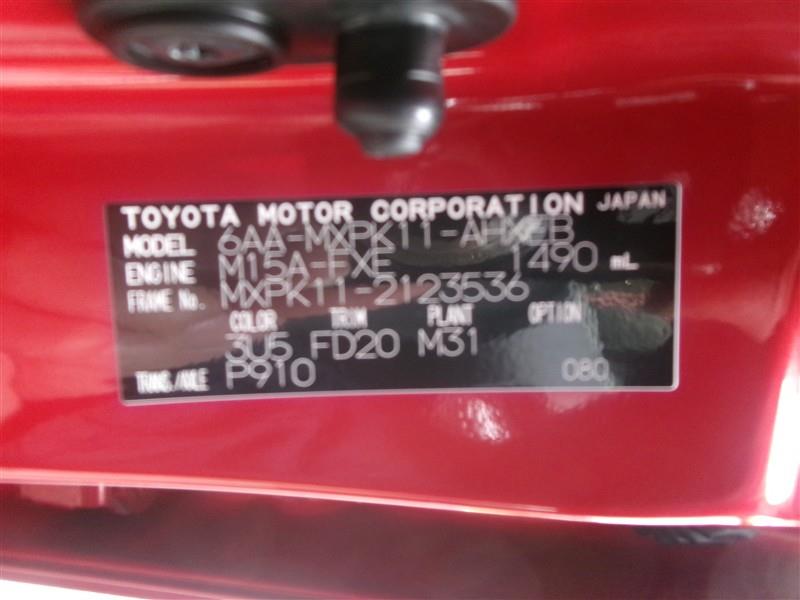 TOYOTA MOTOR CORPORATION JAPAN
MODEL 6AA-MXPK11-AHXEB
ENGINE M15A-FXE 1490 mL
FRAME No. MXPK11-2123536
COLOR TRIM PLANT OPTION
3U5 FD20 M31
TRANS./AXLE P910 080